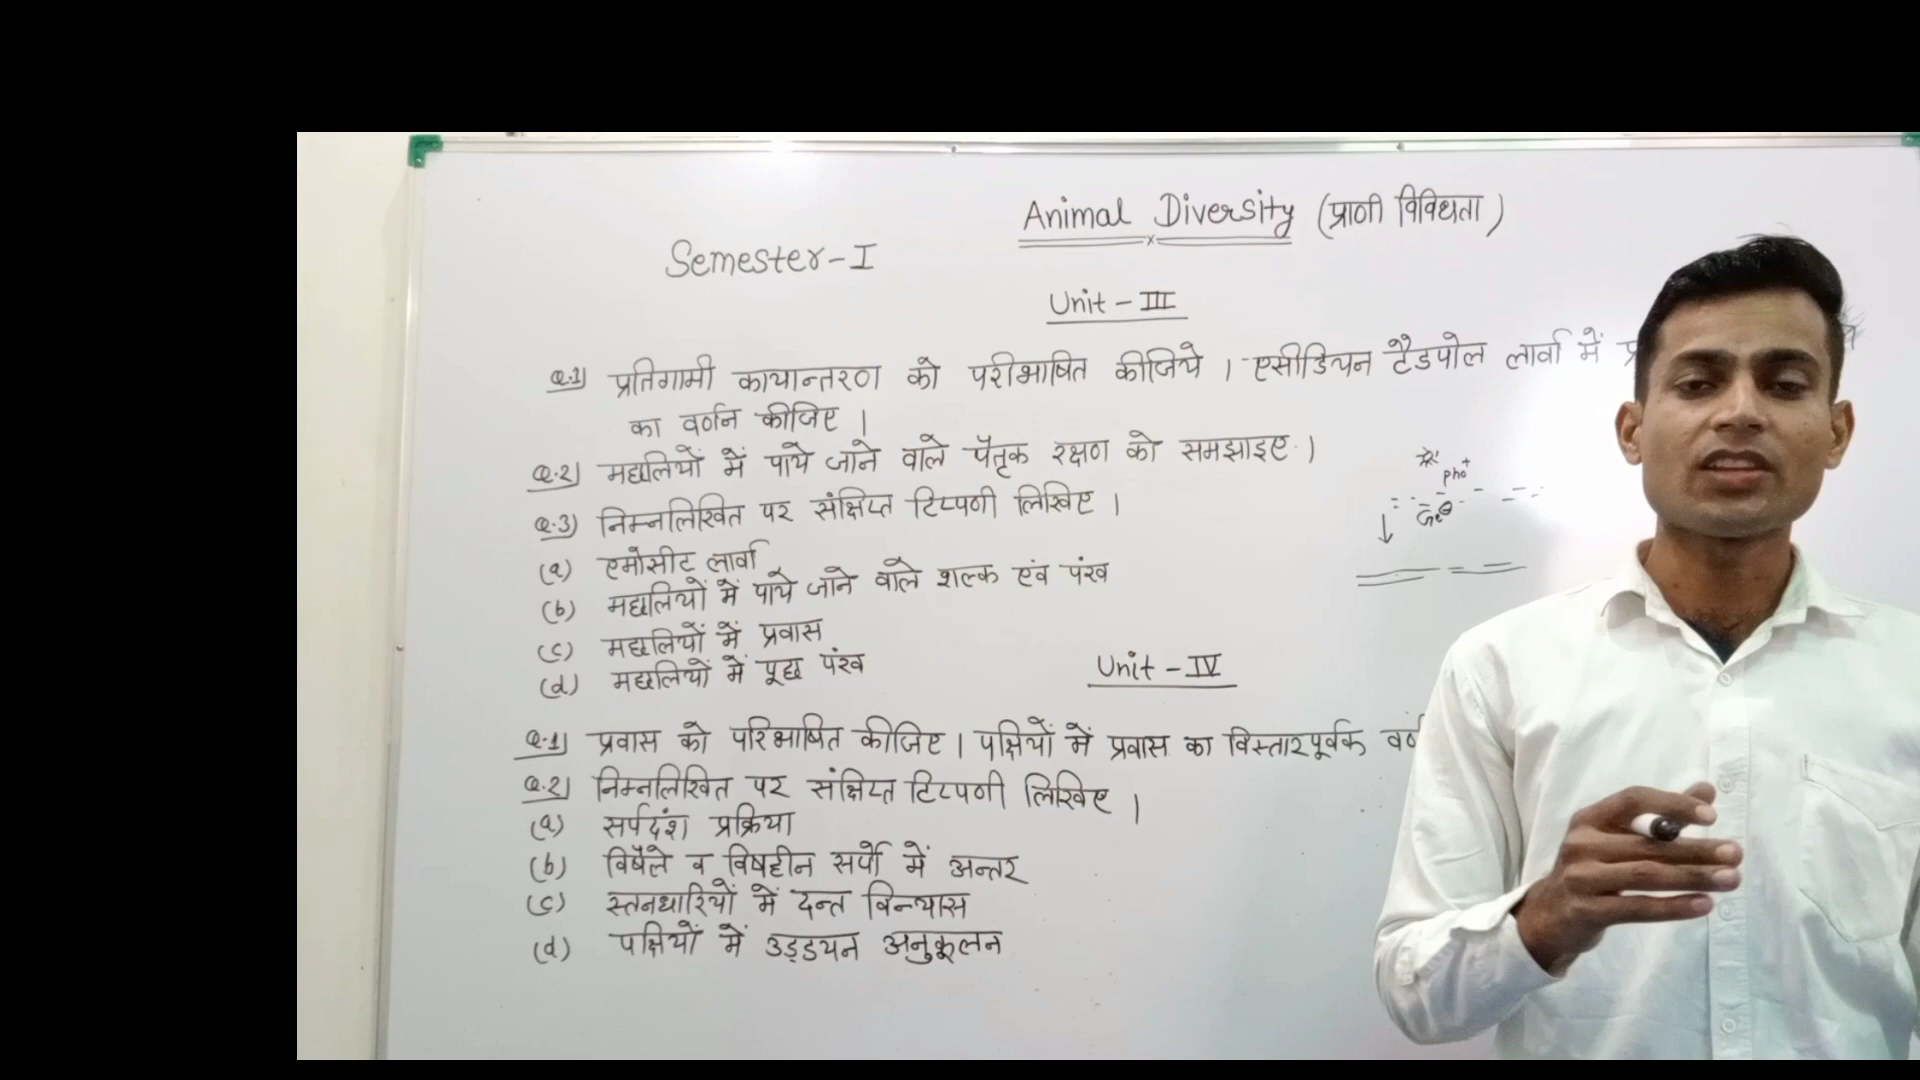 Animal Diversity (प्राणी विविधता)
Semester-I
Unit - III
Q.1) प्रतिगामी कायान्तरण को परीभाषित कीजिये । एसीडियन टैडपोल लार्वा में
का वर्णन कीजिए ।
Q.2) मछलियों में पाये जाने वाले पैतृक रक्षण को समझाइए ।
Q.3) निम्नलिखित पर संक्षिप्त टिप्पणी लिखिए ।
(a) एमोसीट लार्वा
(b) मछलियों में पाये जाने वाले शल्क एंव पंख
(c) मछलियों में प्रवास
(d) मछलियों में पूछ पंख
Unit - IV
Q.1) प्रवास को परिभाषित कीजिए । पक्षियों में प्रवास का विस्तारपूर्वक
Q.2) निम्नलिखित पर संक्षिप्त टिप्पणी लिखिए ।
(a) सर्पदंश प्रक्रिया
(b) विषैले व विषहीन सर्पो में अन्तर
(c) स्तनधारियों में दन्त विन्यास
(d) पक्षियों में उड्डयन अनुकूलन